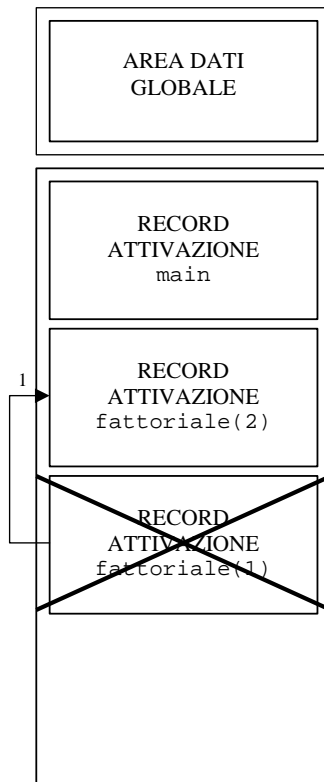 AREA DATI
GLOBALE
RECORD
ATTIVAZIONE
main
1
RECORD
ATTIVAZIONE
fattoriale(2)
RECORD
ATTIVAZIONE
fattoriale(1)